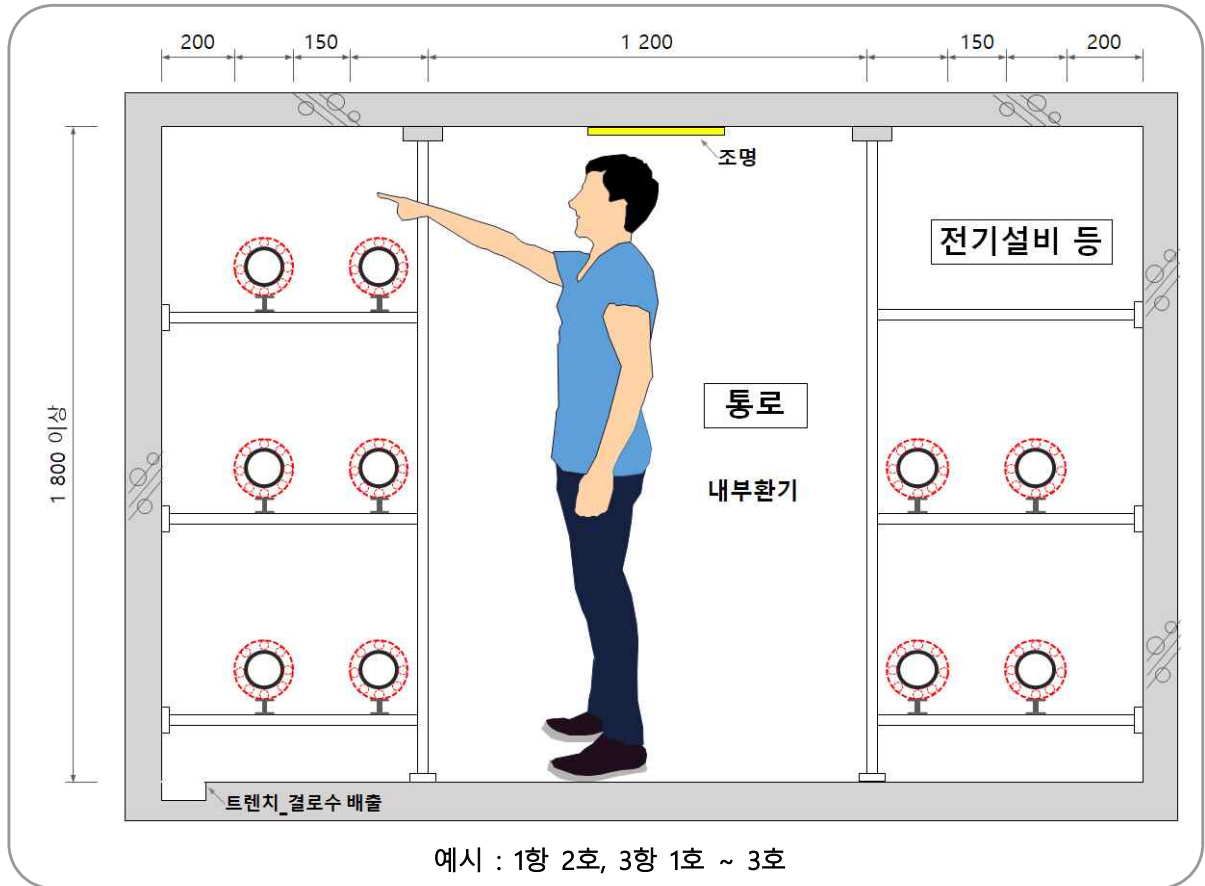 200 150 1 200 150 200
조명
전기설비 등
1 800 이상
통로
내부환기
트렌치_결로수 배출
예시 : 1항 2호, 3항 1호 ~ 3호